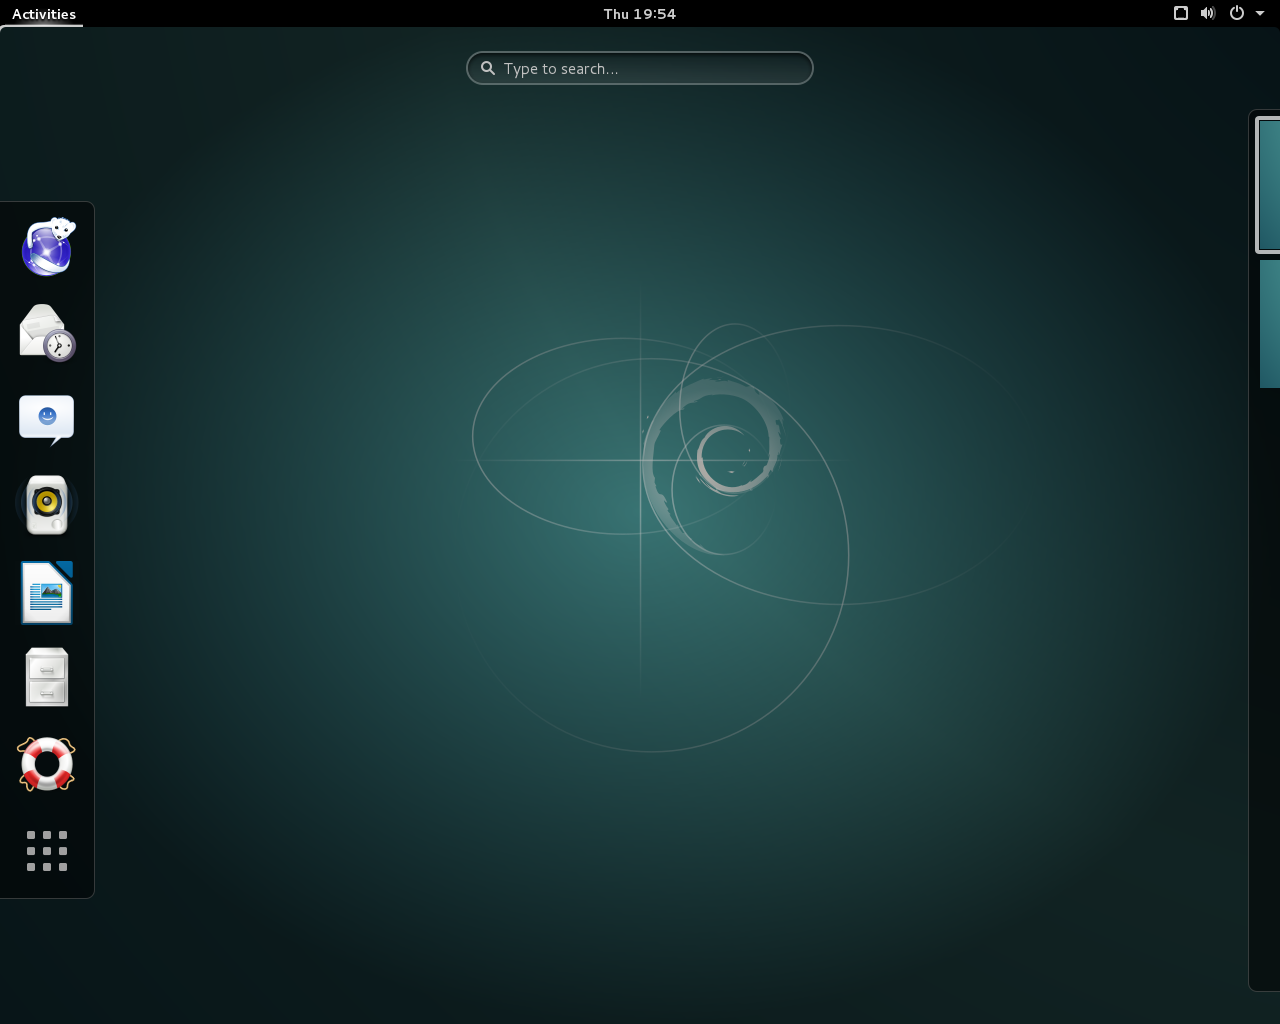 Activities
Thu 19:54
Type to search...